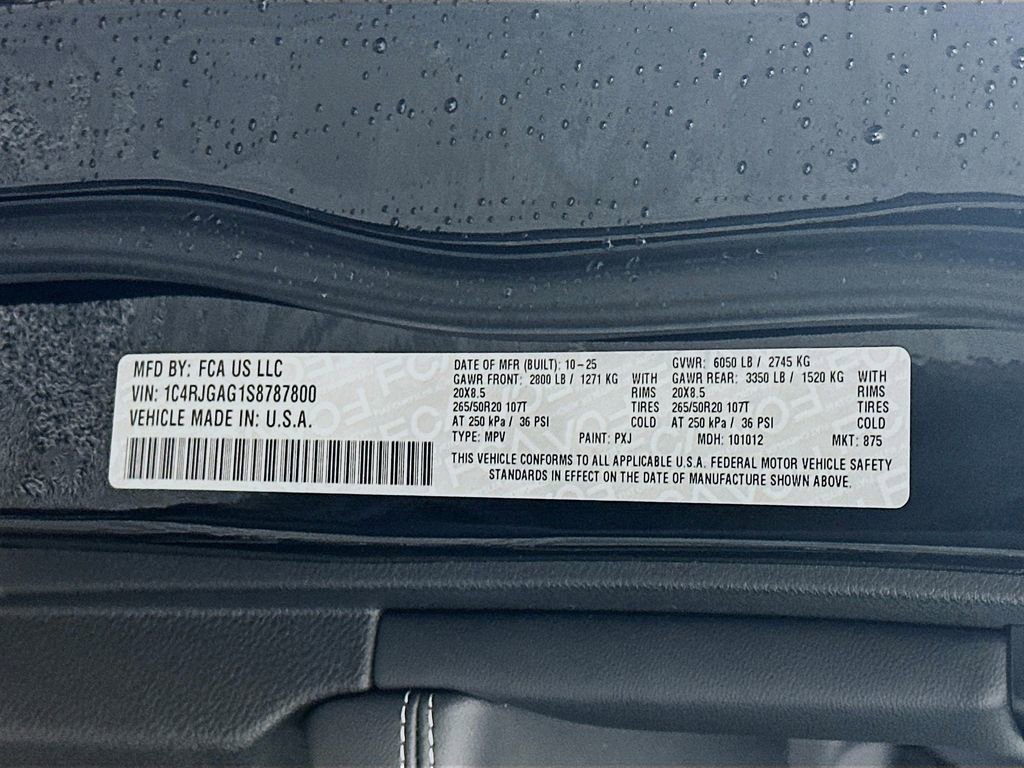 MFD BY: FCA US LLC
VIN: 1C4RJGAG1S8787800
VEHICLE MADE IN: U.S.A.
DATE OF MFR (BUILT): 10-25
GAWR FRONT: 2800 LB / 1271 KG WITH
20X8.5 RIMS
265/50R20 107T TIRES
AT 250 kPa / 36 PSI COLD
GVWR: 6050 LB / 2745 KG
GAWR REAR: 3350 LB / 1520 KG WITH
20X8.5 RIMS
265/50R20 107T TIRES
AT 250 kPa / 36 PSI COLD
TYPE: MPV PAINT: PXJ MDH: 101012 MKT: 875
THIS VEHICLE CONFORMS TO ALL APPLICABLE U.S.A. FEDERAL MOTOR VEHICLE SAFETY
STANDARDS IN EFFECT ON THE DATE OF MANUFACTURE SHOWN ABOVE.